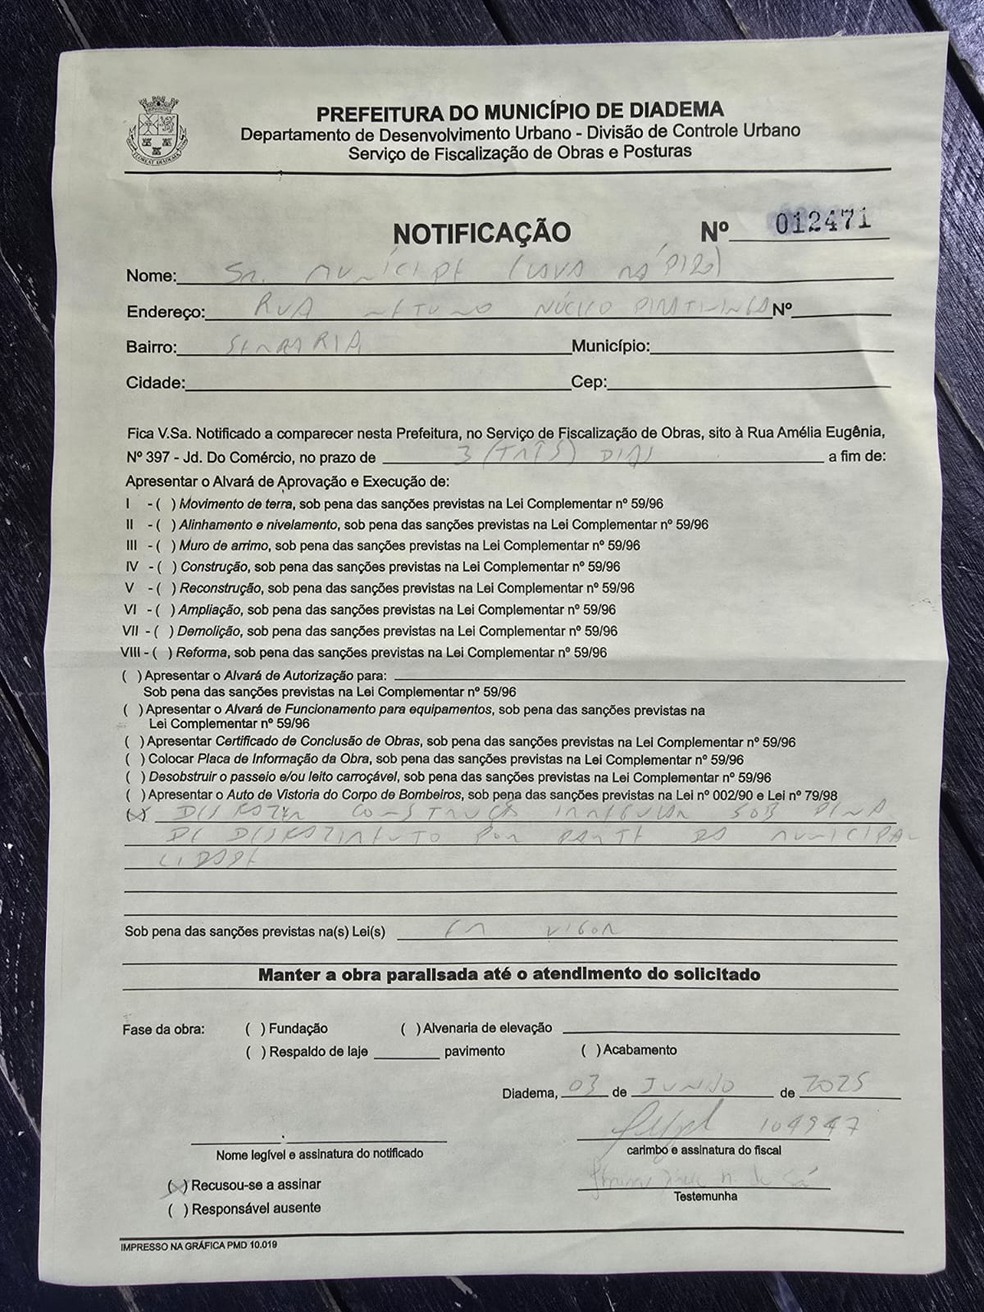 PREFEITURA DO MUNICÍPIO DE DIADEMA
Departamento de Desenvolvimento Urbano - Divisão de Controle Urbano
Serviço de Fiscalização de Obras e Posturas
NOTIFICAÇÃO Nº 012471
Nome: Sr. MUNÍCIPE
Endereço: RUA NÚCLEO PIRATININGA Nº
Bairro: SERRARIA Município:
Cidade: Cep:
Fica V.Sa. Notificado a comparecer nesta Prefeitura, no Serviço de Fiscalização de Obras, sito à Rua Amélia Eugênia,
Nº 397 - Jd. Do Comércio, no prazo de 3 (TRÊS) DIAS a fim de:
Apresentar o Alvará de Aprovação e Execução de:
I - ( ) Movimento de terra, sob pena das sanções previstas na Lei Complementar nº 59/96
II - ( ) Alinhamento e nivelamento, sob pena das sanções previstas na Lei Complementar nº 59/96
III - ( ) Muro de arrimo, sob pena das sanções previstas na Lei Complementar nº 59/96
IV - ( ) Construção, sob pena das sanções previstas na Lei Complementar nº 59/96
V - ( ) Reconstrução, sob pena das sanções previstas na Lei Complementar nº 59/96
VI - ( ) Ampliação, sob pena das sanções previstas na Lei Complementar nº 59/96
VII - ( ) Demolição, sob pena das sanções previstas na Lei Complementar nº 59/96
VIII - ( ) Reforma, sob pena das sanções previstas na Lei Complementar nº 59/96
( ) Apresentar o Alvará de Autorização para:
Sob pena das sanções previstas na Lei Complementar nº 59/96
( ) Apresentar o Alvará de Funcionamento para equipamentos, sob pena das sanções previstas na
Lei Complementar nº 59/96
( ) Apresentar Certificado de Conclusão de Obras, sob pena das sanções previstas na Lei Complementar nº 59/96
( ) Colocar Placa de Informação da Obra, sob pena das sanções previstas na Lei Complementar nº 59/96
( ) Desobstruir o passeio e/ou leito carroçável, sob pena das sanções previstas na Lei Complementar nº 59/96
( ) Apresentar o Auto de Vistoria do Corpo de Bombeiros, sob pena das sanções previstas na Lei nº 002/90 e Lei nº 79/98
(x) DESFAZER CONSTRUÇÃO IRREGULAR SOB PENA
DE DESFAZIMENTO POR PARTE DA MUNICIPAL
IDADE
Sob pena das sanções previstas na(s) Lei(s) EM VIGOR
Manter a obra paralisada até o atendimento do solicitado
Fase da obra: ( ) Fundação ( ) Alvenaria de elevação
( ) Respaldo de laje pavimento ( ) Acabamento
Diadema, 03 de JUNHO de 2025
104947
Nome legível e assinatura do notificado carimbo e assinatura do fiscal
(x) Recusou-se a assinar
Testemunha
( ) Responsável ausente
IMPRESSO NA GRÁFICA PMD 10.019